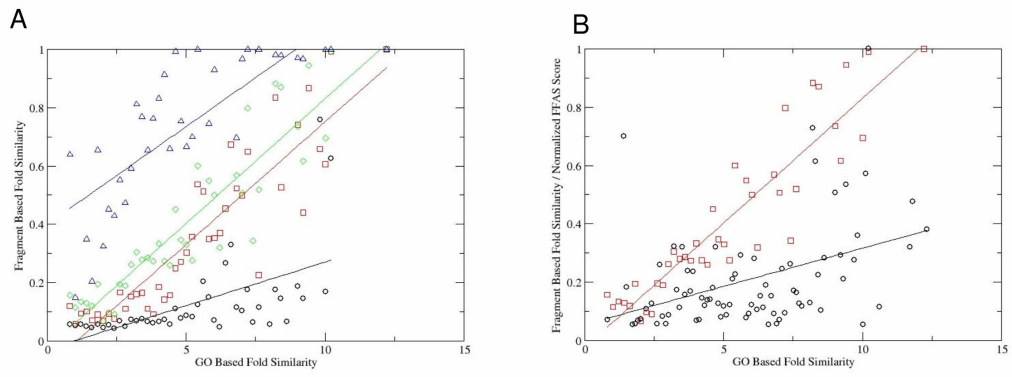 A
B
Fragment Based Fold Similarity
1
0.8
0.6
0.4
0.2
0
0 5 10 15
GO Based Fold Similarity
Fragment Based Fold Similarity / Normalized FFAS Score
1
0.8
0.6
0.4
0.2
0
0 5 10 15
GO Based Fold Similarity